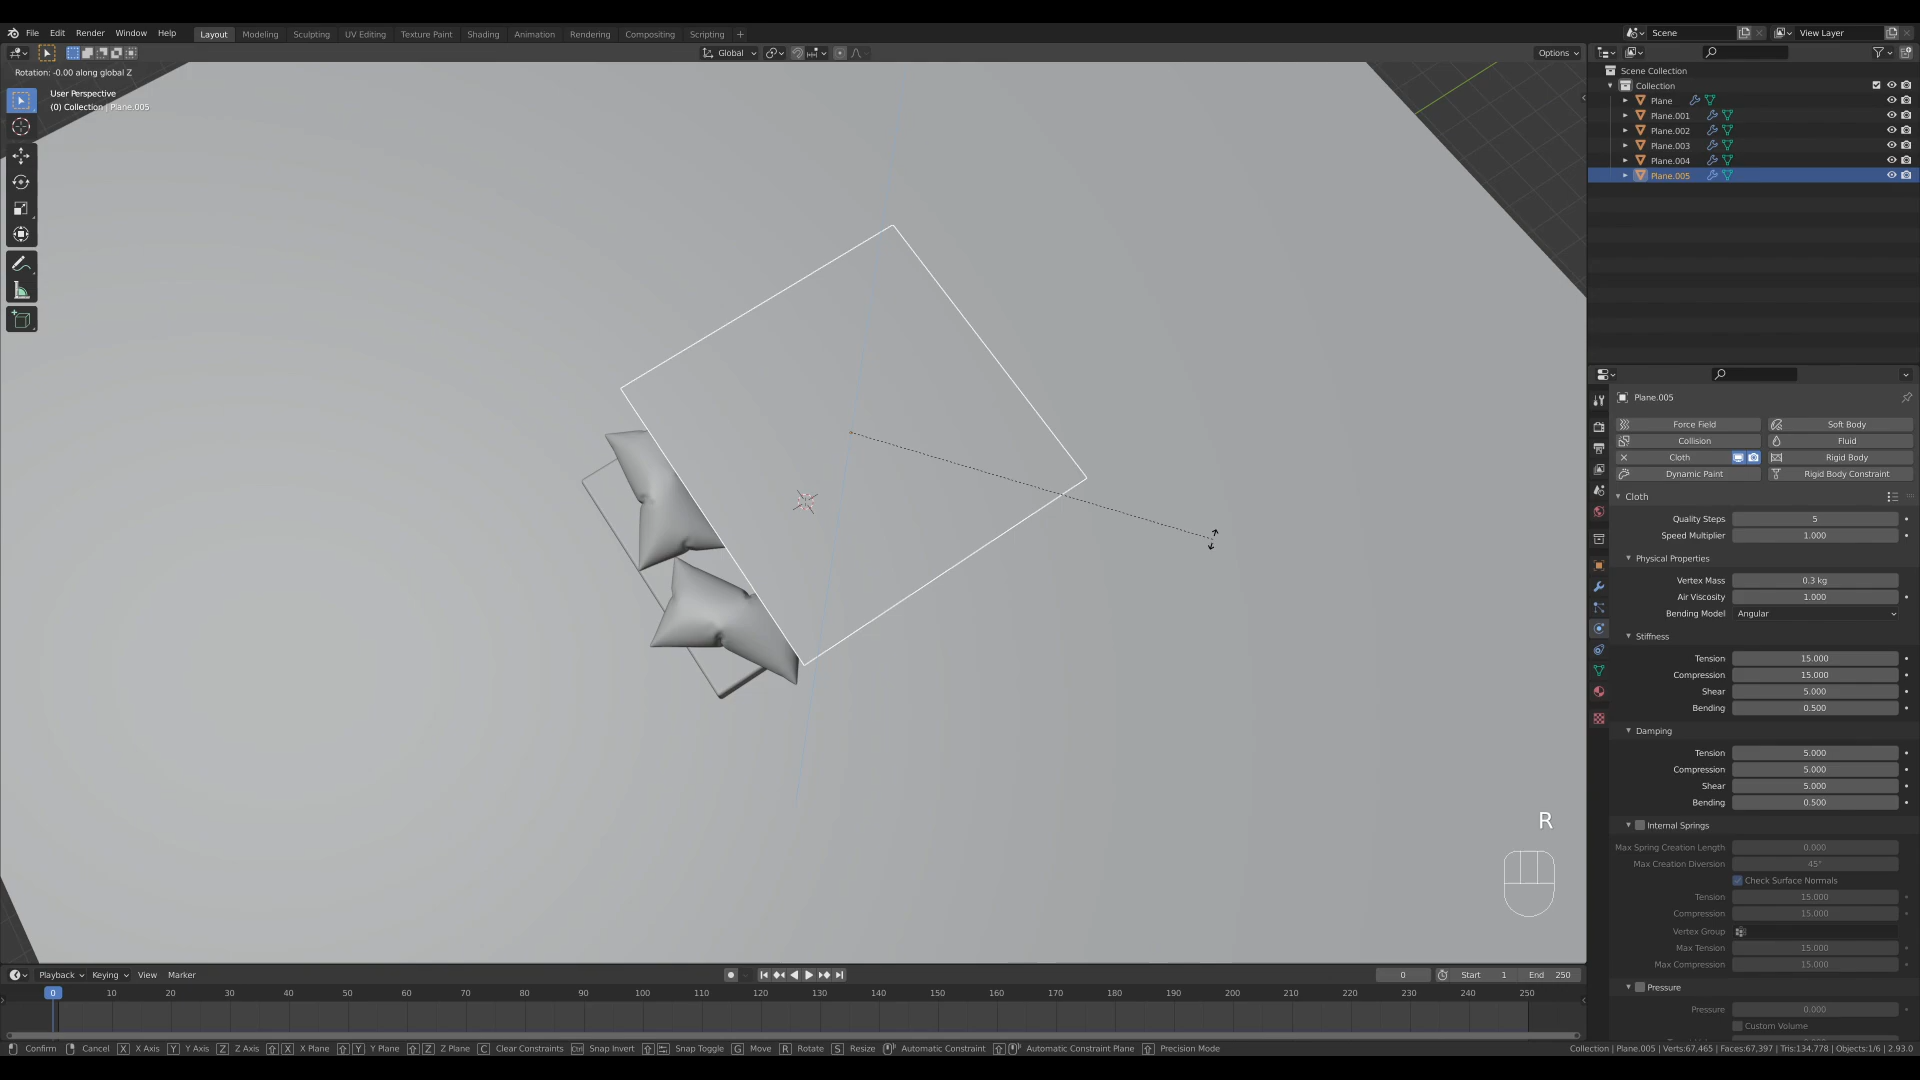 File Edit Render Window Help Layout Modeling Sculpting UV Editing Texture Paint Shading Animation Rendering Compositing Scripting + Scene View Layer
Global Options
Rotation: -0.00 along global Z
User Perspective
(0) Collection | Plane.005
Scene Collection
Collection
Plane
Plane.001
Plane.002
Plane.003
Plane.004
Plane.005
Plane.005
Force Field Soft Body
Collision Fluid
Cloth Rigid Body
Dynamic Paint Rigid Body Constraint
Cloth
Quality Steps 5
Speed Multiplier 1.000
Physical Properties
Vertex Mass 0.3 kg
Air Viscosity 1.000
Bending Model Angular
Stiffness
Tension 15.000
Compression 15.000
Shear 5.000
Bending 0.500
Damping
Tension 5.000
Compression 5.000
Shear 5.000
Bending 0.500
Internal Springs
Max Spring Creation Length 0.000
Max Creation Diversion 45°
Check Surface Normals
Tension 15.000
Compression 15.000
Vertex Group
Max Tension 15.000
Max Compression 15.000
Pressure
Pressure 0.000
Custom Volume
R
Playback Keying View Marker 0 Start 1 End 250
0 10 20 30 40 50 60 70 80 90 100 110 120 130 140 150 160 170 180 190 200 210 220 230 240 250
Confirm Cancel X X Axis Y Y Axis Z Z Axis X X Plane Y Y Plane Z Z Plane C Clear Constraints Ctrl Snap Invert Snap Toggle G Move R Rotate S Resize Automatic Constraint Automatic Constraint Plane Precision Mode Collection | Plane.005 | Verts:67,465 | Faces:67,397 | Tris:134,778 | Objects:1/6 | 2.93.0